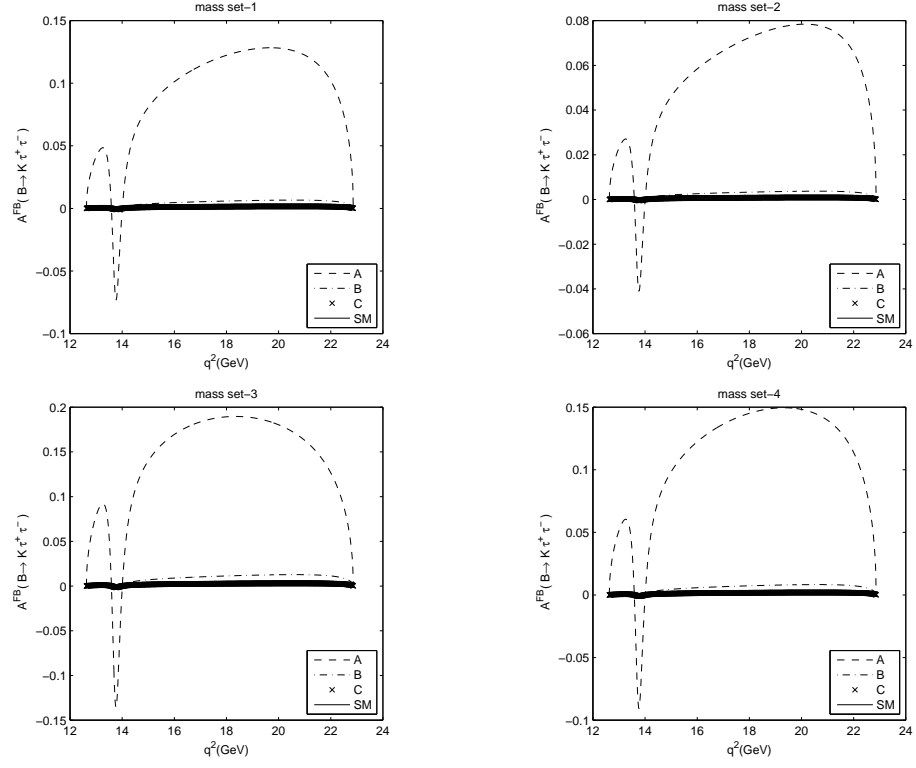 mass set−1
0.15
0.1
0.05
0
−0.05
−0.1
A^FB( B→ K τ^+ τ^-)
12 14 16 18 20 22 24
q^2(GeV)
A
B
C
SM
mass set−2
0.08
0.06
0.04
0.02
0
−0.02
−0.04
−0.06
A^FB( B→ K τ^+ τ^-)
12 14 16 18 20 22 24
q^2(GeV)
A
B
C
SM
mass set−3
0.2
0.15
0.1
0.05
0
−0.05
−0.1
−0.15
A^FB( B→ K τ^+ τ^-)
12 14 16 18 20 22 24
q^2(GeV)
A
B
C
SM
mass set−4
0.15
0.1
0.05
0
−0.05
−0.1
A^FB( B→ K τ^+ τ^-)
12 14 16 18 20 22 24
q^2(GeV)
A
B
C
SM